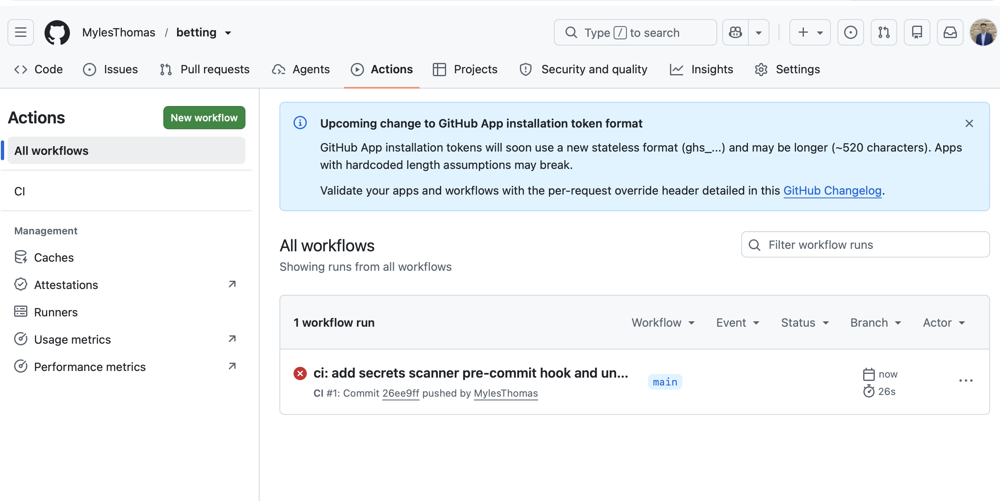 MylesThomas / betting
Type / to search
Code
Issues
Pull requests
Agents
Actions
Projects
Security and quality
Insights
Settings
Actions
New workflow
All workflows
CI
Management
Caches
Attestations
Runners
Usage metrics
Performance metrics
Upcoming change to GitHub App installation token format
GitHub App installation tokens will soon use a new stateless format (ghs_...) and may be longer (~520 characters). Apps
with hardcoded length assumptions may break.
Validate your apps and workflows with the per-request override header detailed in this GitHub Changelog.
All workflows
Showing runs from all workflows
Filter workflow runs
1 workflow run
Workflow
Event
Status
Branch
Actor
ci: add secrets scanner pre-commit hook and un...
CI #1: Commit 26ee9ff pushed by MylesThomas
main
now
26s